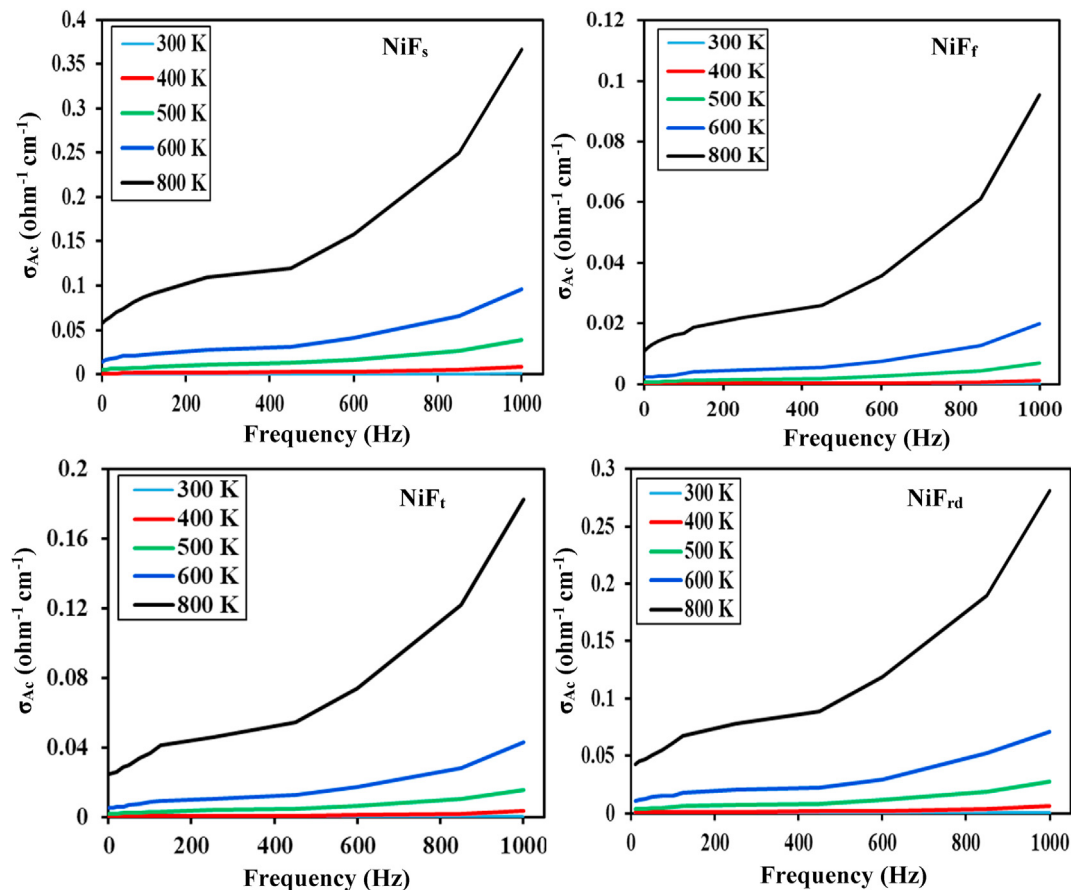 NiFₛ
300 K
400 K
500 K
600 K
800 K
0.4
0.35
0.3
0.25
0.2
0.15
0.1
0.05
0
σ_Ac (ohm⁻¹ cm⁻¹)
0 200 400 600 800 1000
Frequency (Hz)
NiF_f
300 K
400 K
500 K
600 K
800 K
0.12
0.1
0.08
0.06
0.04
0.02
0
σ_Ac (ohm⁻¹ cm⁻¹)
0 200 400 600 800 1000
Frequency (Hz)
NiFₜ
300 K
400 K
500 K
600 K
800 K
0.2
0.16
0.12
0.08
0.04
0
σ_Ac (ohm⁻¹ cm⁻¹)
0 200 400 600 800 1000
Frequency (Hz)
NiF_rd
300 K
400 K
500 K
600 K
800 K
0.3
0.25
0.2
0.15
0.1
0.05
0
σ_Ac (ohm⁻¹ cm⁻¹)
0 200 400 600 800 1000
Frequency (Hz)